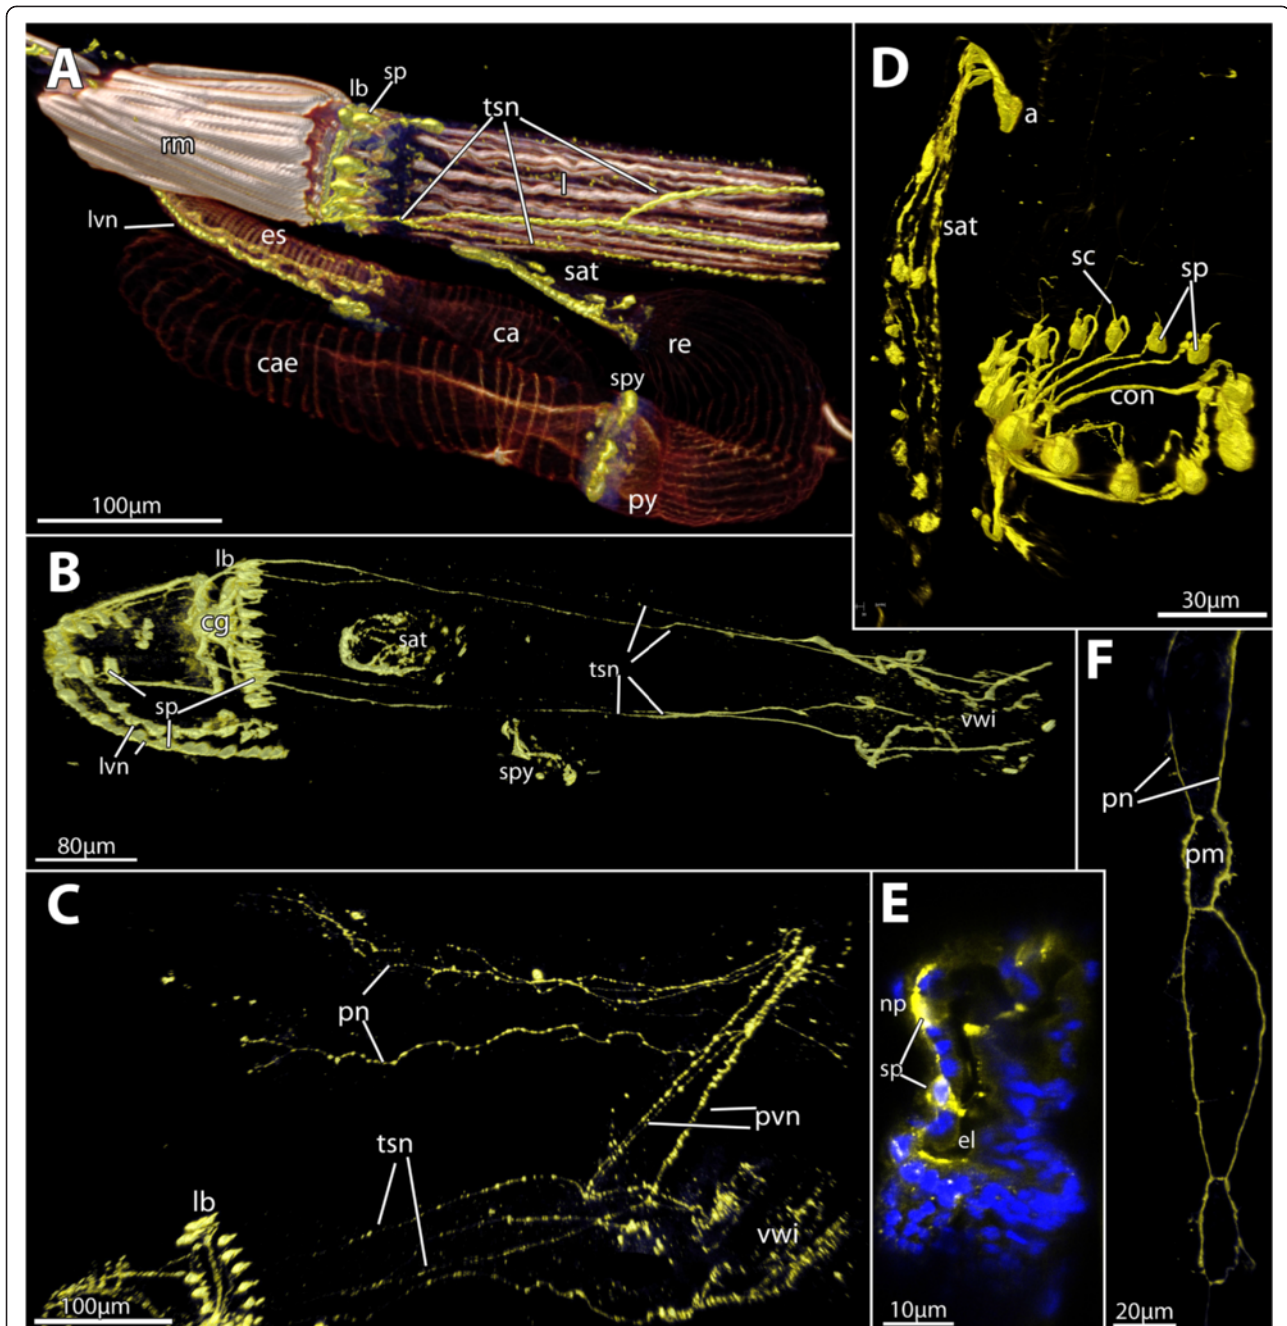 A
lb
sp
tsn
rm
l
lvn
es
sat
ca
re
cae
spy
py
100µm
D
a
sat
sc
sp
con
30µm
B
lb
cg
sat
tsn
sp
vwi
lvn
spy
80µm
F
pn
pm
20µm
C
pn
pvn
tsn
lb
vwi
100µm
E
np
sp
el
10µm